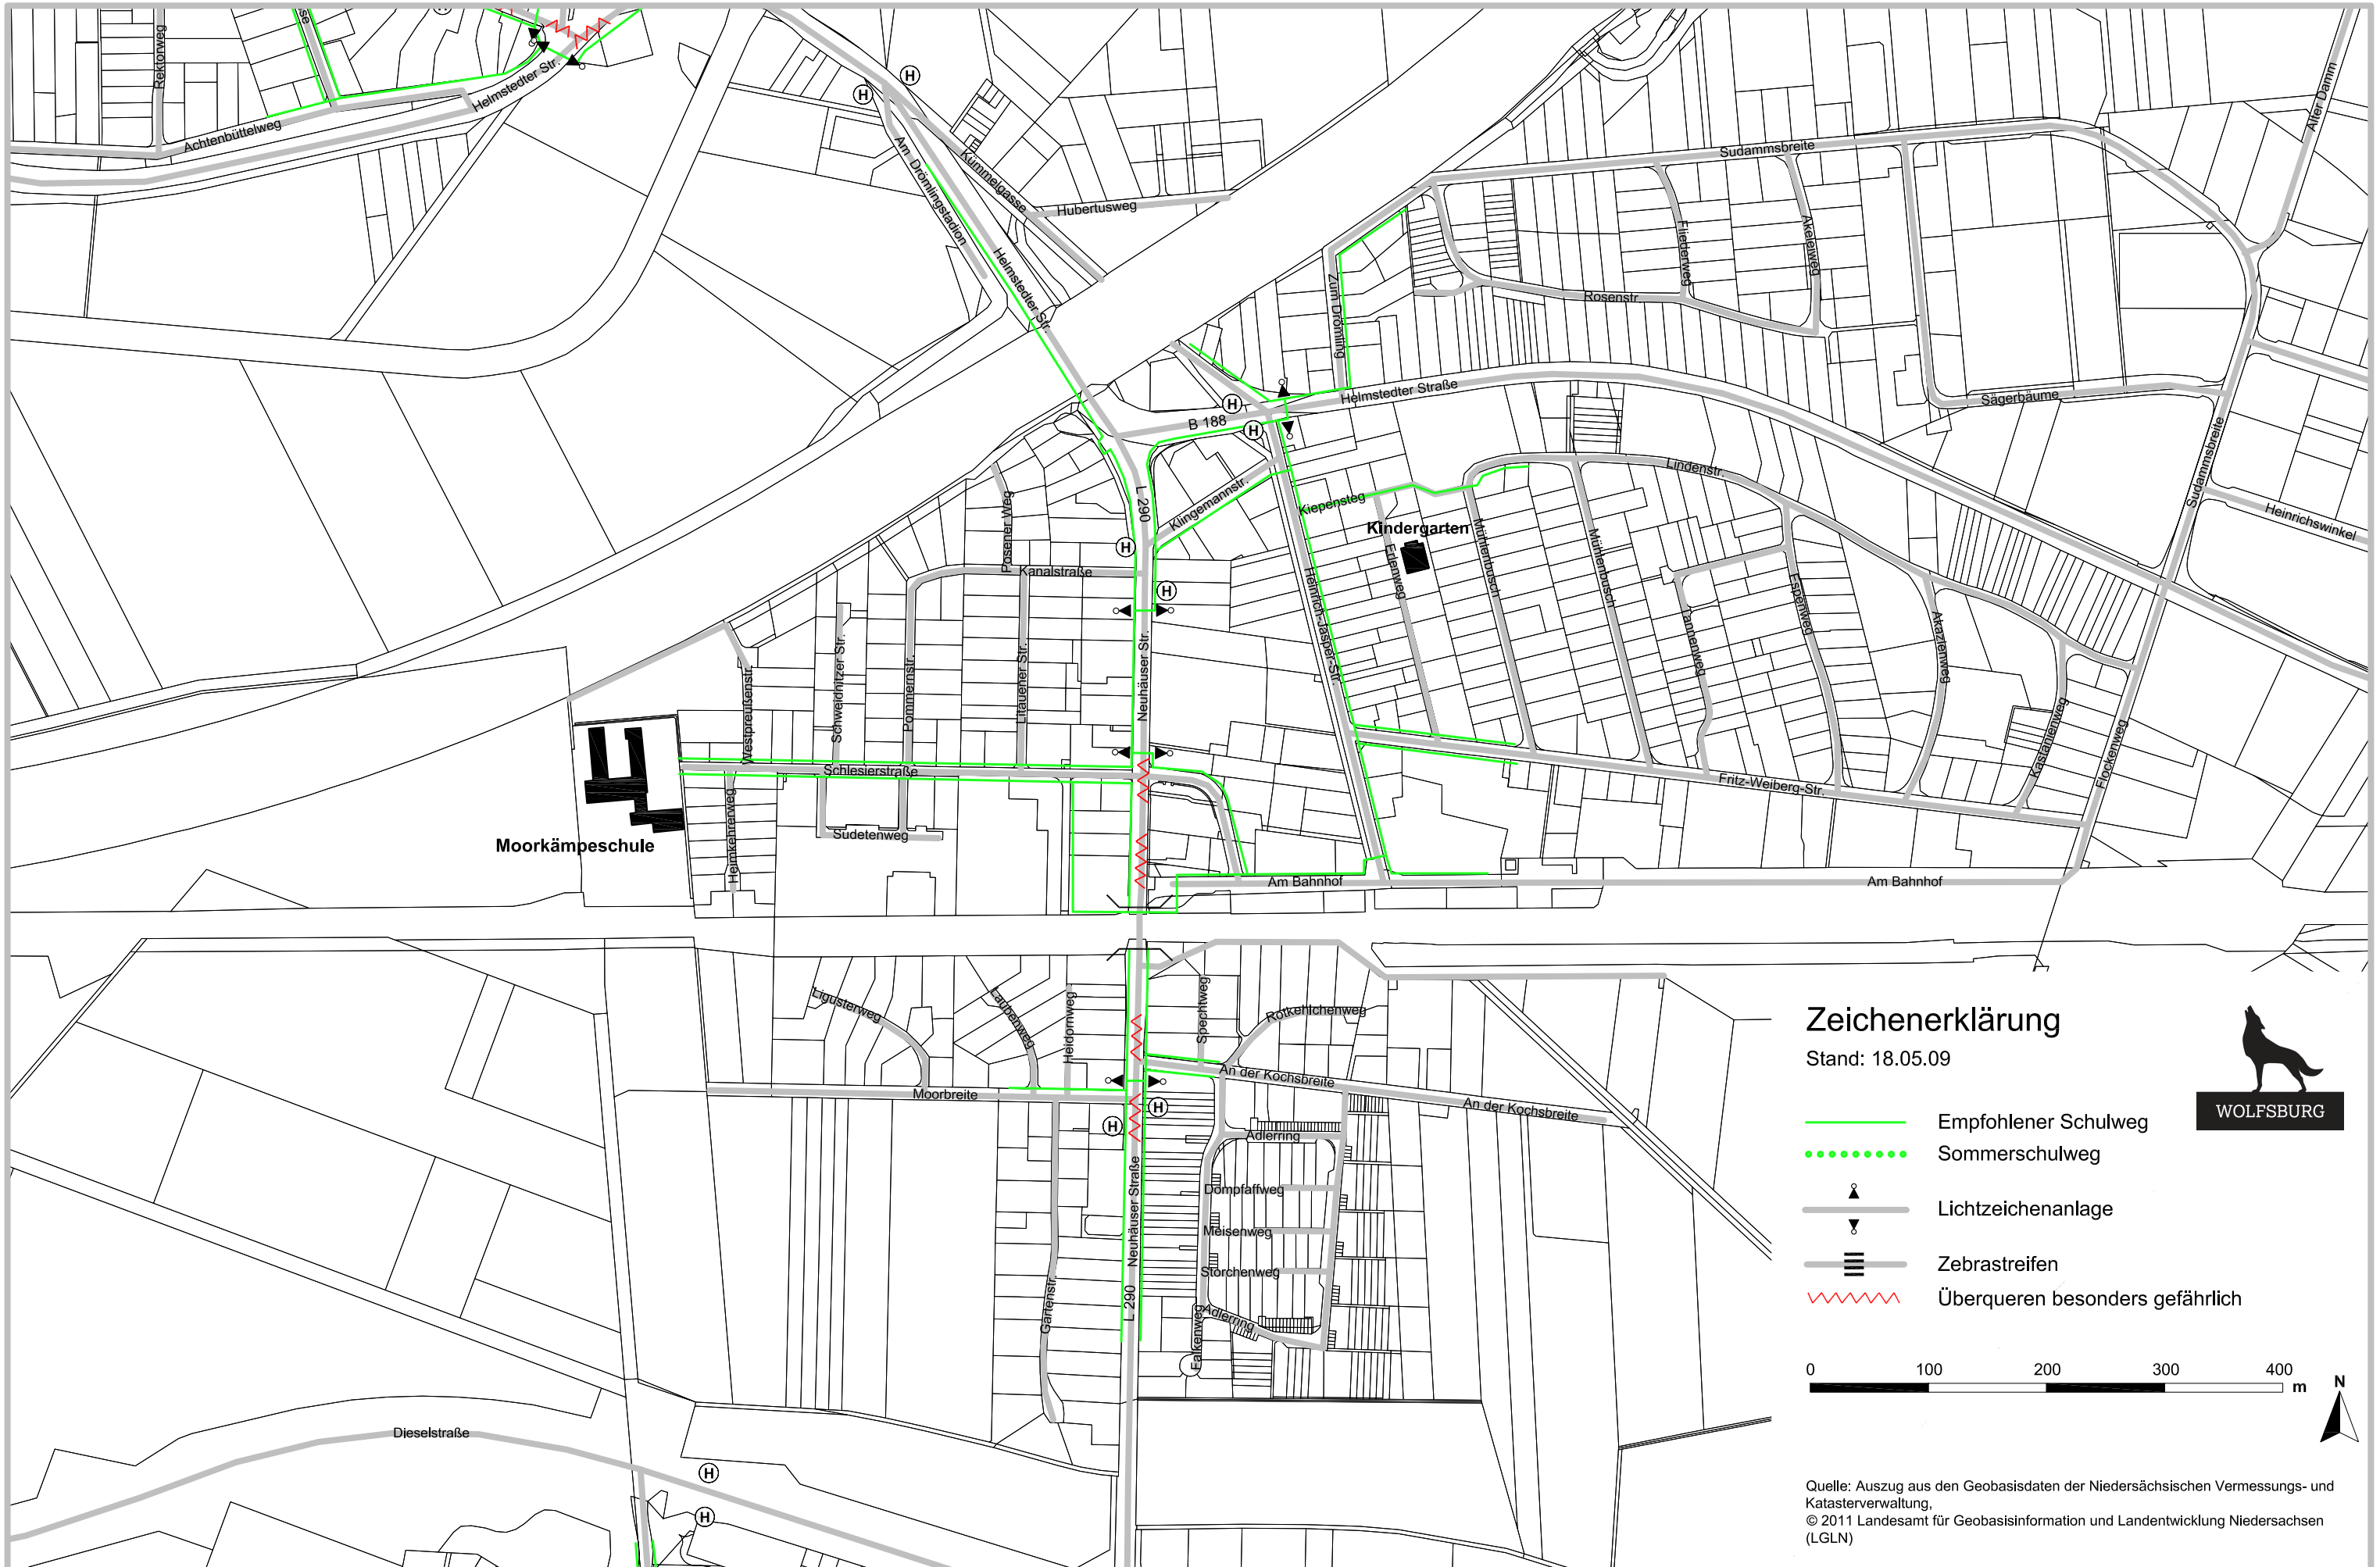 Rektorweg
Achtenbüttelweg
Helmstedter Str.
H
H
H
Am Drömlingstadion
Kümmelgasse
Hubertusweg
Helmstedter Str.
Sudammsbreite
Alter Damm
Fliederweg
Akeleiweg
Rosenstr.
Zum Drömling
Helmstedter Straße
Sägerbäume
H
B 188
H
Sudammsbreite
Heinrichswinkel
Lindenstr.
Kiepensteg
Kindergarten
Klingemannstr.
L 290
Posener Weg
H
Kanalstraße
H
Erlenweg
Mühlenbusch
Mühlenbusch
Espenweg
Tannenweg
Akazienweg
Kastanienweg
Flockenweg
Heinrich-Jasper-Str.
Neuhäuser Str.
Litauener Str.
Pommernstr.
Schweidnitzer Str.
Westpreußenstr.
Schlesierstraße
Fritz-Weiberg-Str.
Sudetenweg
Heimkehrerweg
Moorkämpeschule
Am Bahnhof
Am Bahnhof
Ligusterweg
Laubenweg
Heidornweg
Spechtweg
Rotkehlchenweg
An der Kochsbreite
An der Kochsbreite
Moorbreite
H
H
Adlerring
Dompfaffweg
Meisenweg
Storchenweg
Adlerring
Falkenweg
Neuhäuser Straße
L 290
Gartenstr.
Dieselstraße
H
H
Zeichenerklärung
Stand: 18.05.09
WOLFSBURG
Empfohlener Schulweg
Sommerschulweg
Lichtzeichenanlage
Zebrastreifen
Überqueren besonders gefährlich
0 100 200 300 400
m
N
Quelle: Auszug aus den Geobasisdaten der Niedersächsischen Vermessungs- und
Katasterverwaltung,
© 2011 Landesamt für Geobasisinformation und Landentwicklung Niedersachsen
(LGLN)